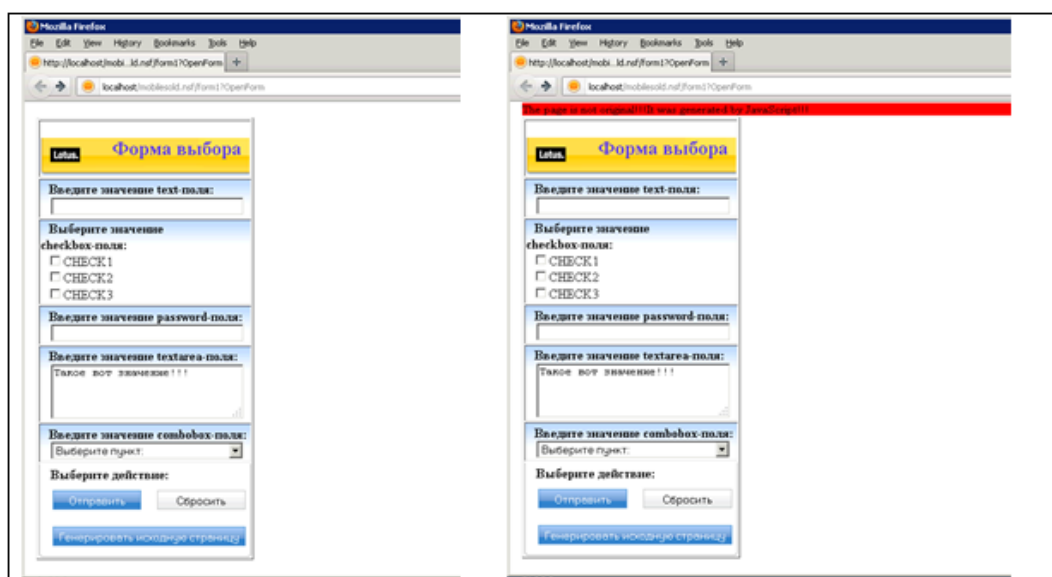 Mozilla Firefox
File Edit View History Bookmarks Tools Help
http://localhost/mobi...ld.nsf/form1?OpenForm +
localhost/mobilesold.nsf/form1?OpenForm
Lotus. Форма выбора
Введите значение text-поля:
Выберите значение
checkbox-поля:
CHECK1
CHECK2
CHECK3
Введите значение password-поля:
Введите значение textarea-поля:
Такое вот значение!!!
Введите значение combobox-поля:
Выберите пункт:
Выберите действие:
Отправить Сбросить
Генерировать исходную страницу
Mozilla Firefox
File Edit View History Bookmarks Tools Help
http://localhost/mobi...ld.nsf/form1?OpenForm +
localhost/mobilesold.nsf/form1?OpenForm
The page is not original!!!It was generated by JavaScript!!!
Lotus. Форма выбора
Введите значение text-поля:
Выберите значение
checkbox-поля:
CHECK1
CHECK2
CHECK3
Введите значение password-поля:
Введите значение textarea-поля:
Такое вот значение!!!
Введите значение combobox-поля:
Выберите пункт:
Выберите действие:
Отправить Сбросить
Генерировать исходную страницу